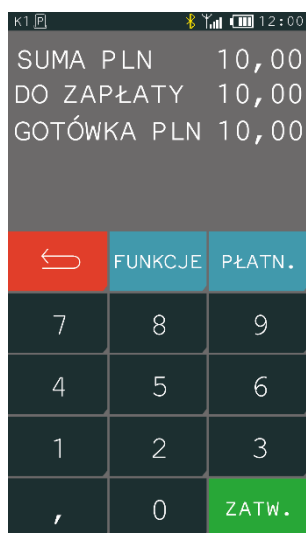 K1 P 12:00
SUMA PLN 10,00
DO ZAPŁATY 10,00
GOTÓWKA PLN 10,00
FUNKCJE PŁATN.
7 8 9
4 5 6
1 2 3
, 0 ZATW.